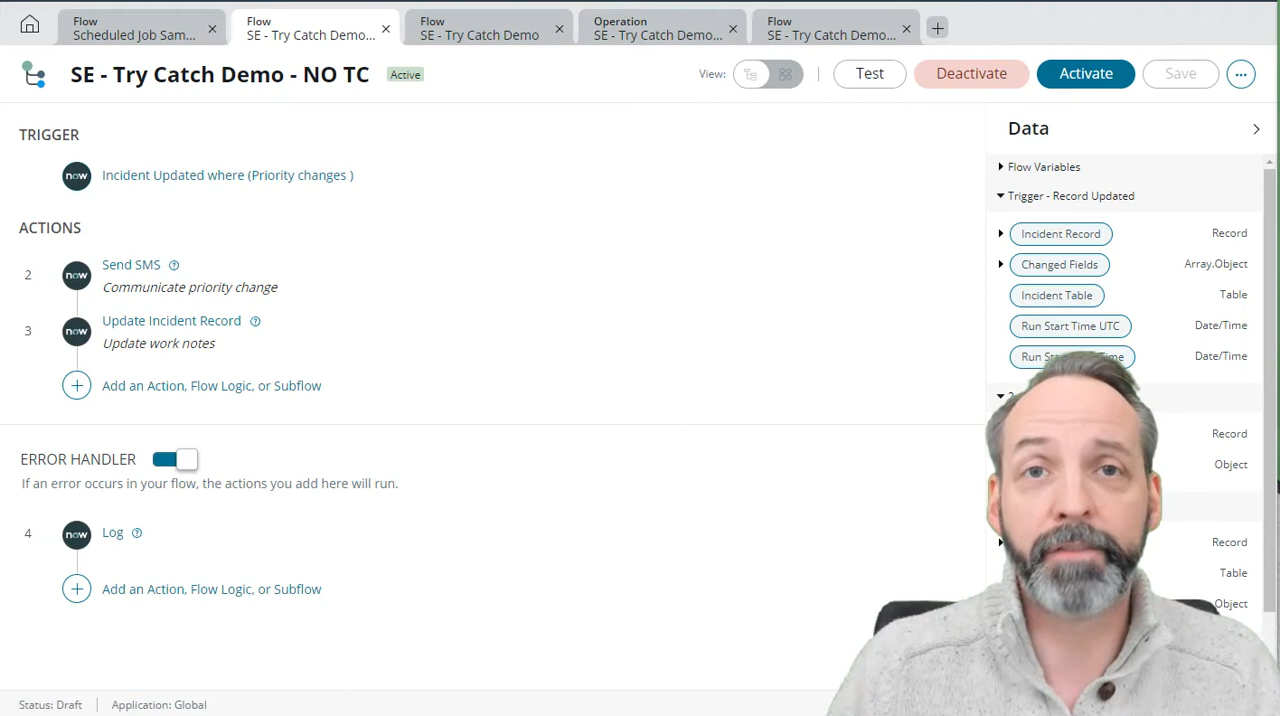 Flow
Scheduled Job Sam...
Flow
SE - Try Catch Demo...
Flow
SE - Try Catch Demo
Operation
SE - Try Catch Demo...
Flow
SE - Try Catch Demo...
SE - Try Catch Demo - NO TC
Active
View:
Test
Deactivate
Activate
Save
TRIGGER
now
Incident Updated where (Priority changes )
ACTIONS
2
now
Send SMS
Communicate priority change
3
now
Update Incident Record
Update work notes
Add an Action, Flow Logic, or Subflow
ERROR HANDLER
If an error occurs in your flow, the actions you add here will run.
4
now
Log
Add an Action, Flow Logic, or Subflow
Status: Draft
Application: Global
Data
Flow Variables
Trigger - Record Updated
Incident Record Record
Changed Fields Array.Object
Incident Table Table
Run Start Time UTC Date/Time
Run Date/Time
Record
Object
Record
Table
Object